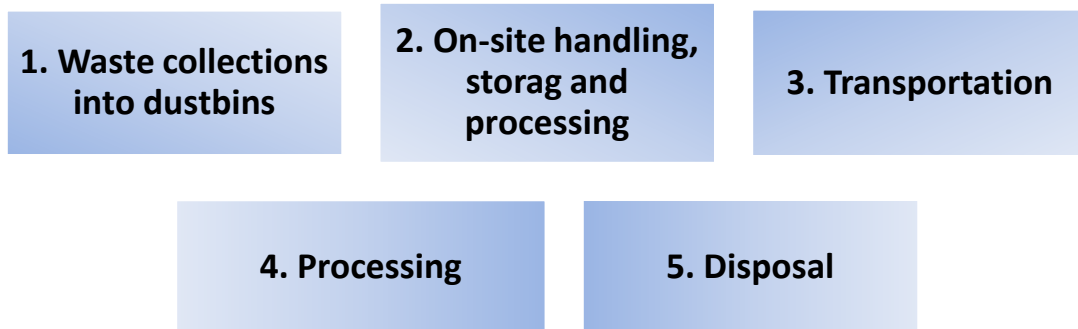 1. Waste collections
into dustbins
2. On-site handling,
storag and
processing
3. Transportation
4. Processing
5. Disposal